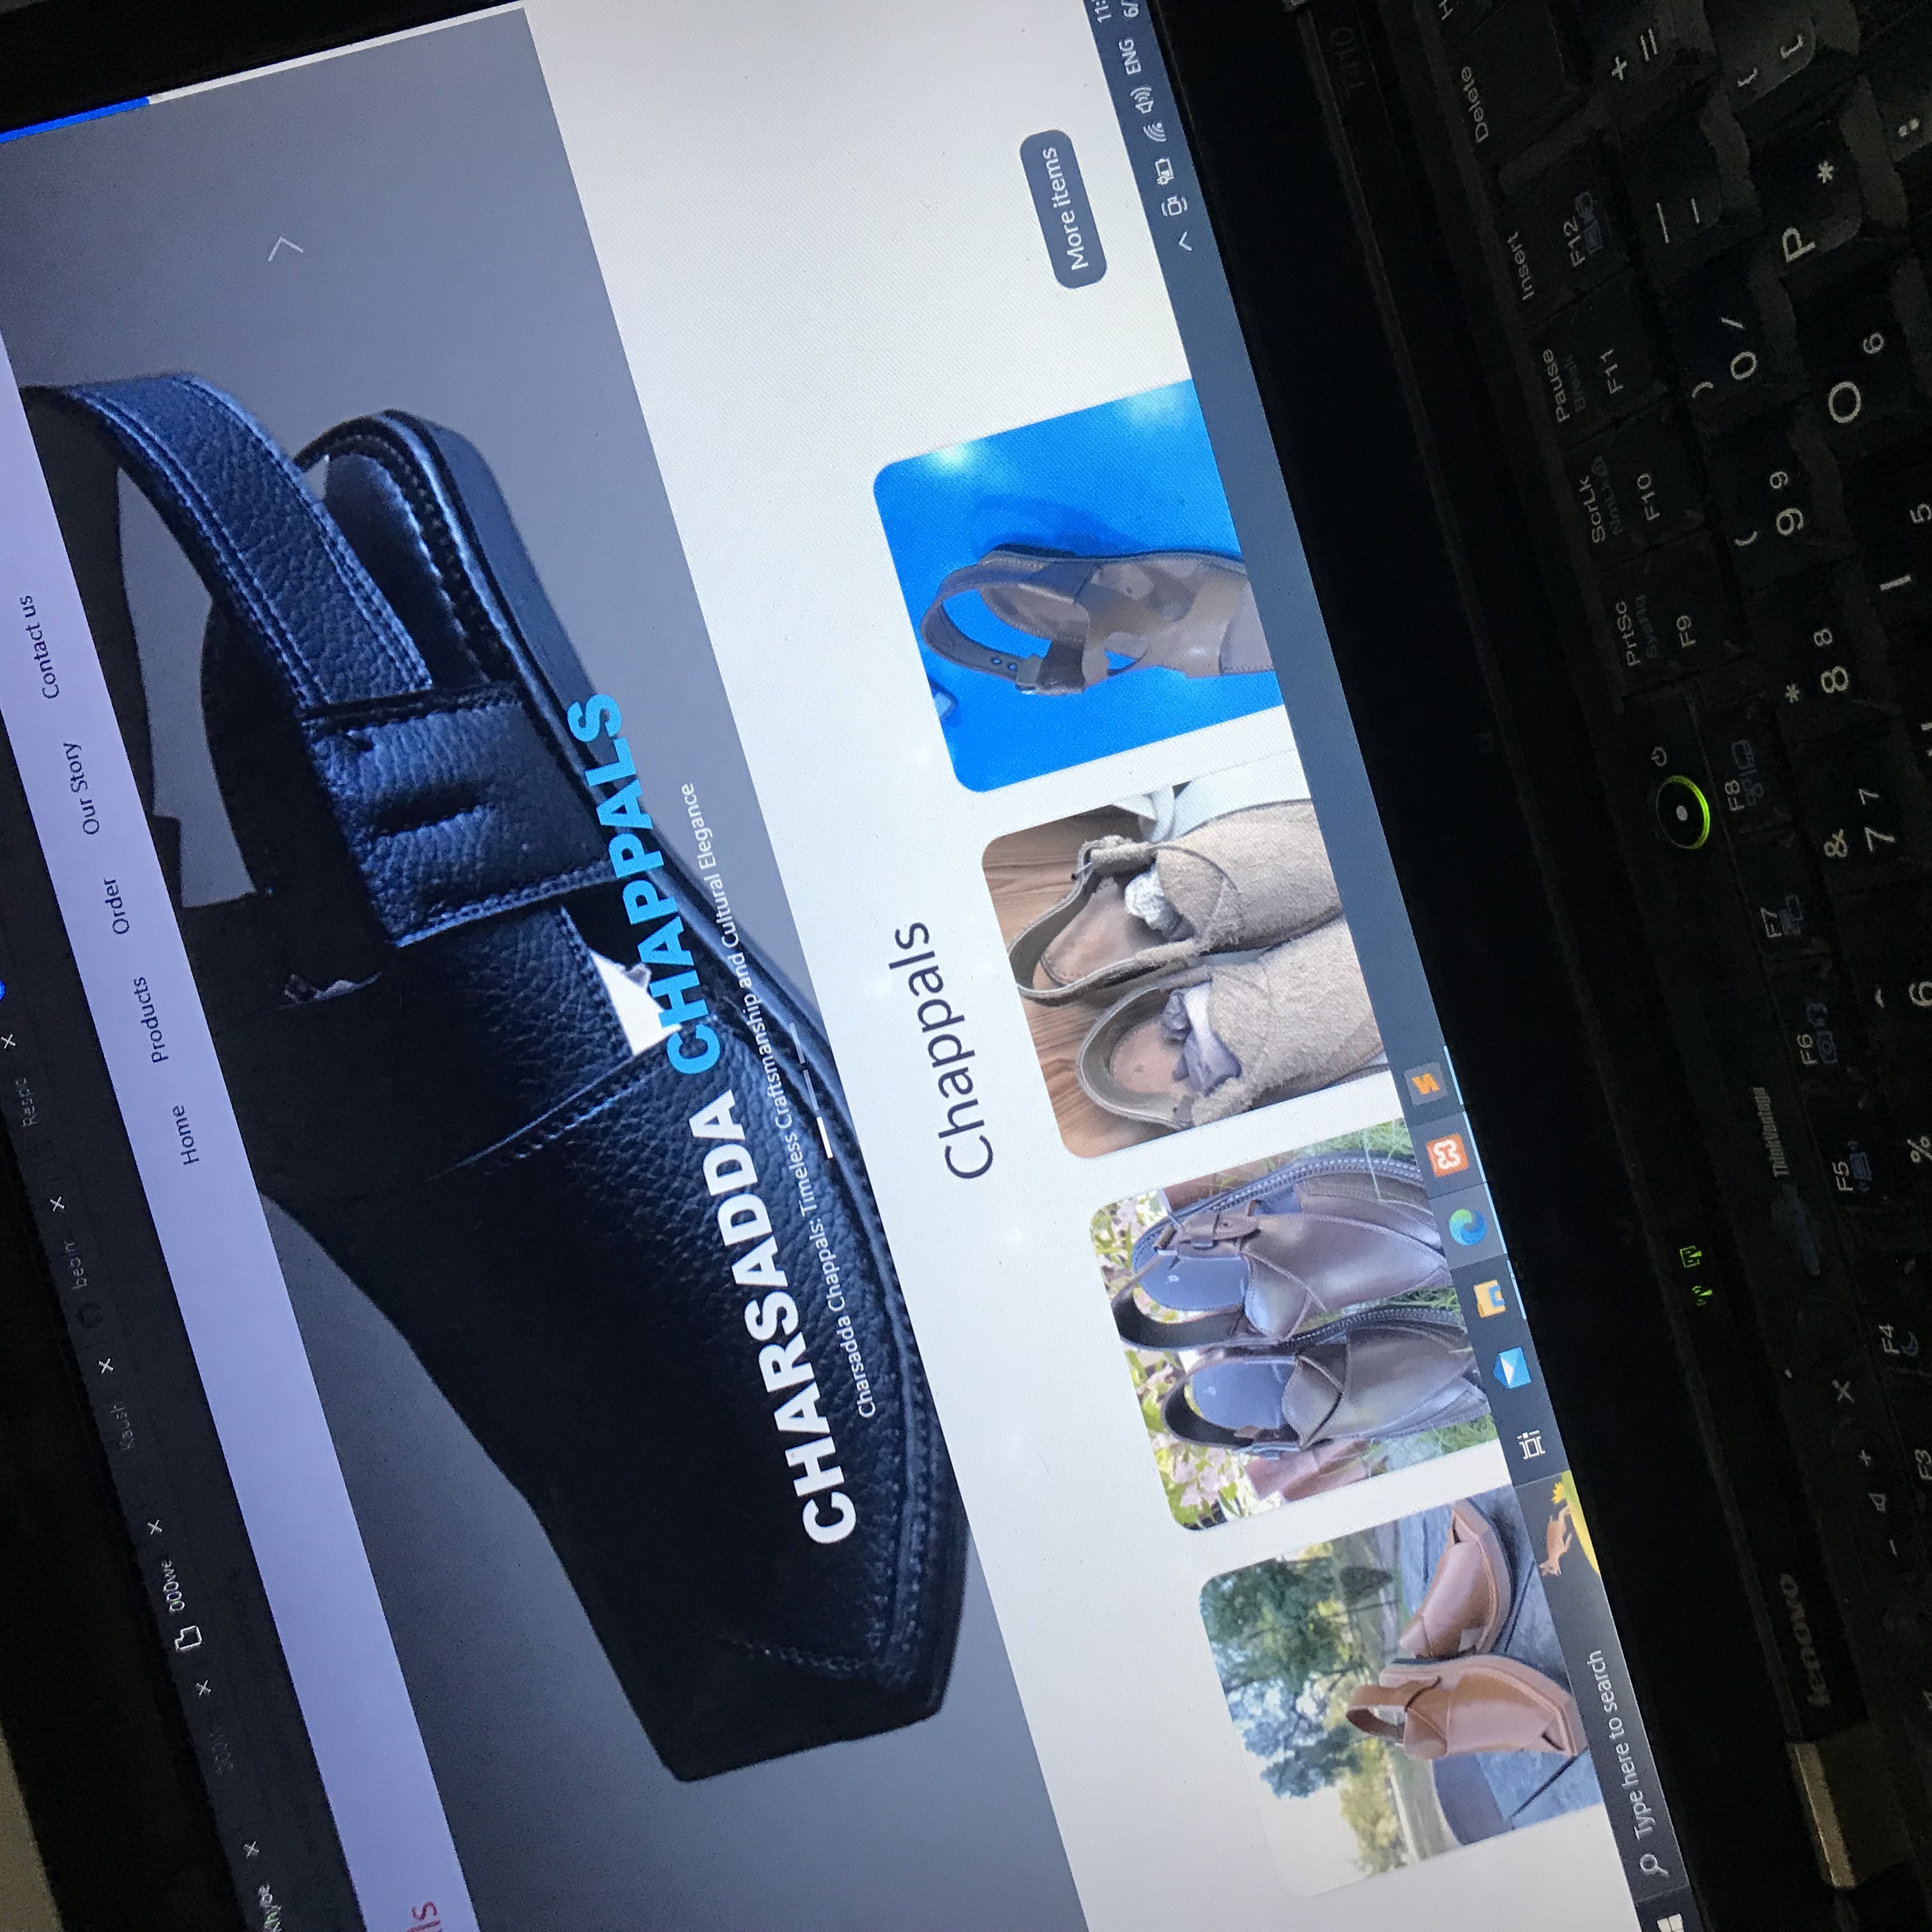 Khybe
000we
Kaush
Home
Products
Order
Our Story
Contact us
ls
CHARSADDA CHAPPALS
Charsadda Chappals: Timeless Craftsmanship and Cultural Elegance
Chappals
More items
Type here to search
ENG
11:
6/
T410
lenovo
ThinkVantage
Delete
Insert
Pause
Break
ScrLk
NmLk
PrtSc
SysRq
F12
F11
F10
F9
F8
F7
F6
F5
F4
F3
+
=
—
-
)
0 /
(
9 9
*
8 8
&
7 7
^
6
%
{
[
P
*
O
6
I
5
: